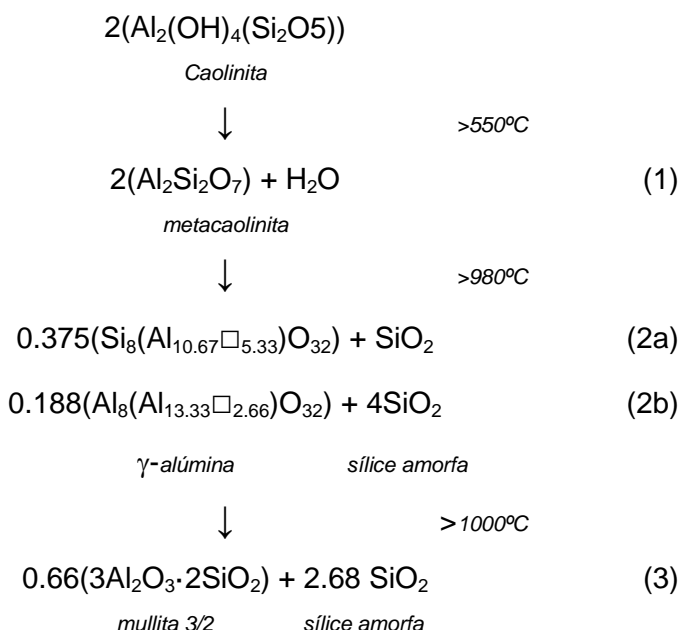 2(Al₂(OH)₄(Si₂O5))
Caolinita
↓ >550ºC
2(Al₂Si₂O₇) + H₂O (1)
metacaolinita
↓ >980ºC
0.375(Si₈(Al₁₀.₆₇□₅.₃₃)O₃₂) + SiO₂ (2a)
0.188(Al₈(Al₁₃.₃₃□₂.₆₆)O₃₂) + 4SiO₂ (2b)
γ-alúmina sílice amorfa
↓ >1000ºC
0.66(3Al₂O₃·2SiO₂) + 2.68 SiO₂ (3)
mullita 3/2 sílice amorfa